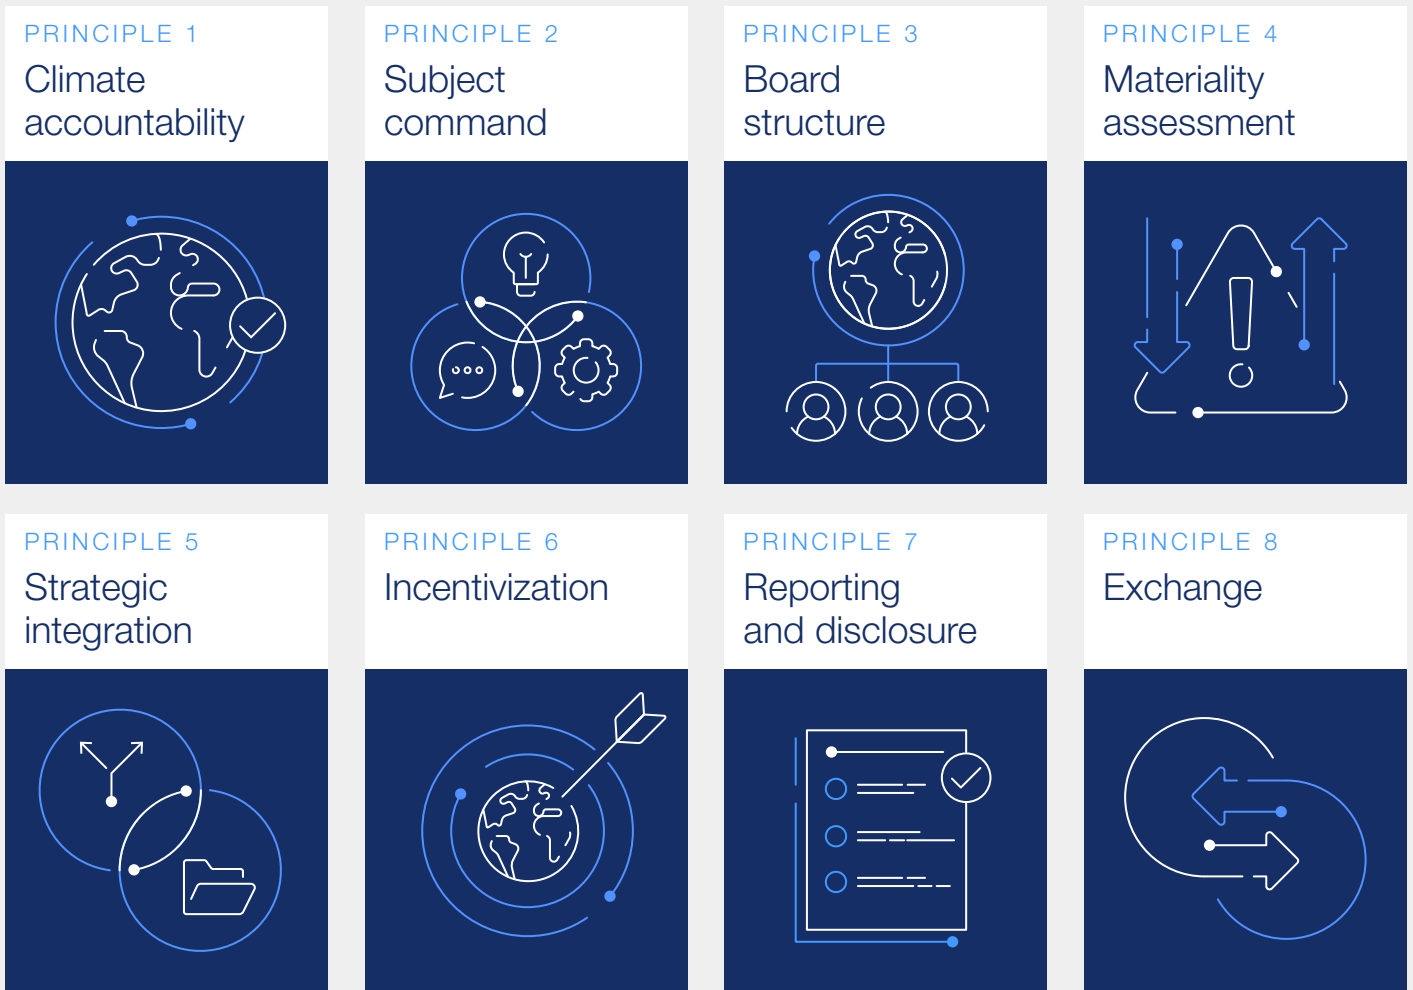 PRINCIPLE 1
Climate
accountability
PRINCIPLE 2
Subject
command
PRINCIPLE 3
Board
structure
PRINCIPLE 4
Materiality
assessment
PRINCIPLE 5
Strategic
integration
PRINCIPLE 6
Incentivization
PRINCIPLE 7
Reporting
and disclosure
PRINCIPLE 8
Exchange